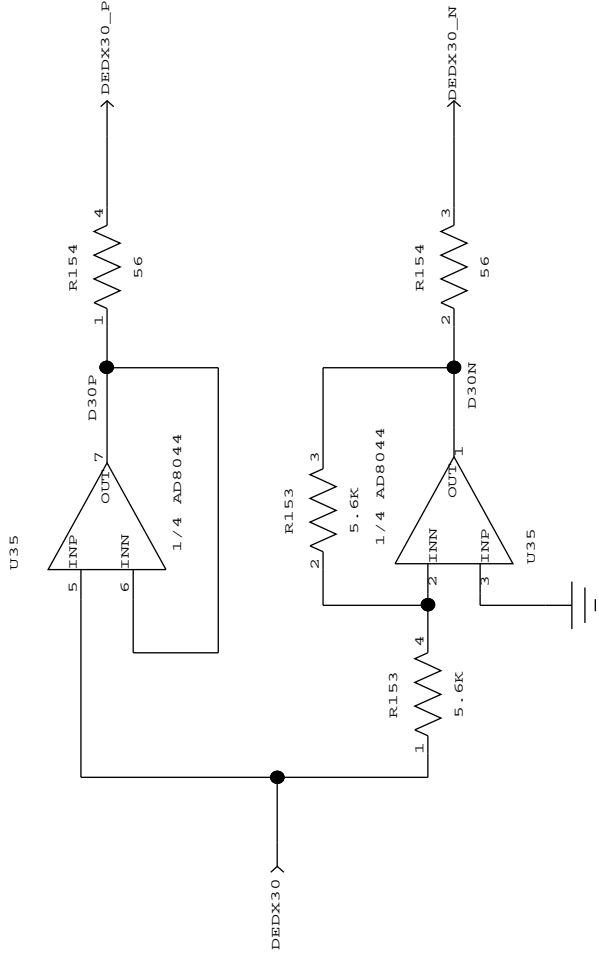 DEDX30_P
DEDX30_N
4
R154
56
1
3
R154
56
2
D30P
D30N
7
OUT
1/4 AD8044
U35
INP
INN
5
6
3
R153
5.6K
2
1/4 AD8044
1
OUT
INN
INP
U35
2
3
4
R153
5.6K
1
DEDX30